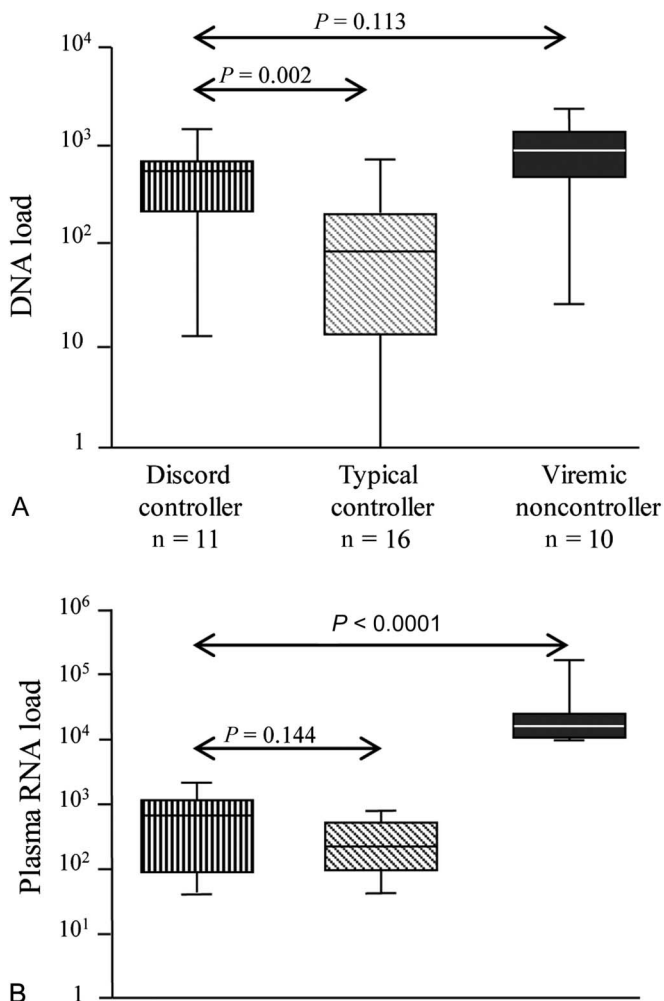 P = 0.113
10⁴
P = 0.002
10³
10²
10
1
DNA load
Discord controller n = 11
Typical controller n = 16
Viremic noncontroller n = 10
A
10⁶
P < 0.0001
10⁵
10⁴
P = 0.144
10³
10²
10¹
1
Plasma RNA load
B